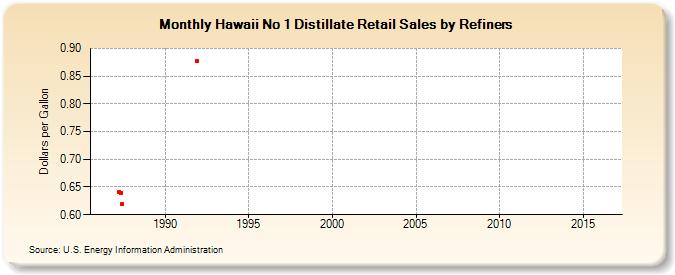 Monthly Hawaii No 1 Distillate Retail Sales by Refiners
Dollars per Gallon
0.90
0.85
0.80
0.75
0.70
0.65
0.60
1990 1995 2000 2005 2010 2015
Source: U.S. Energy Information Administration